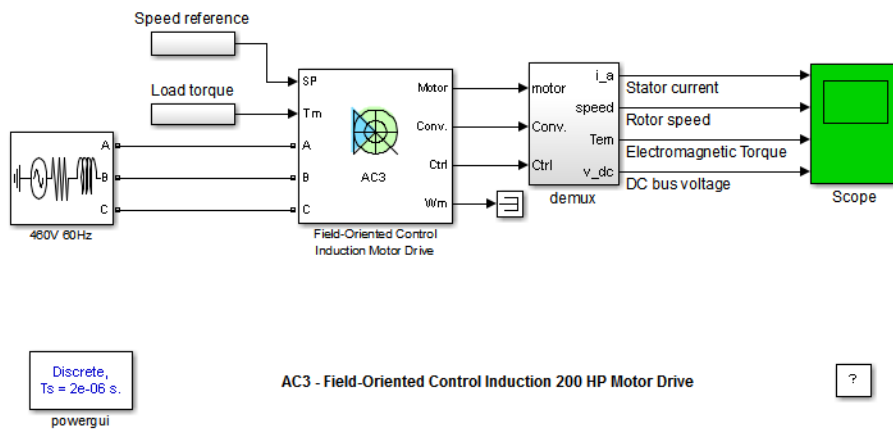 Speed reference
Load torque
A
B
C
460V 60Hz
SP
Tm
A
B
C
AC3
Motor
Conv.
Ctrl
Wm
Field-Oriented Control
Induction Motor Drive
motor
Conv.
Ctrl
i_a
speed
Tem
v_dc
demux
Stator current
Rotor speed
Electromagnetic Torque
DC bus voltage
Scope
Discrete,
Ts = 2e-06 s.
powergui
AC3 - Field-Oriented Control Induction 200 HP Motor Drive
?